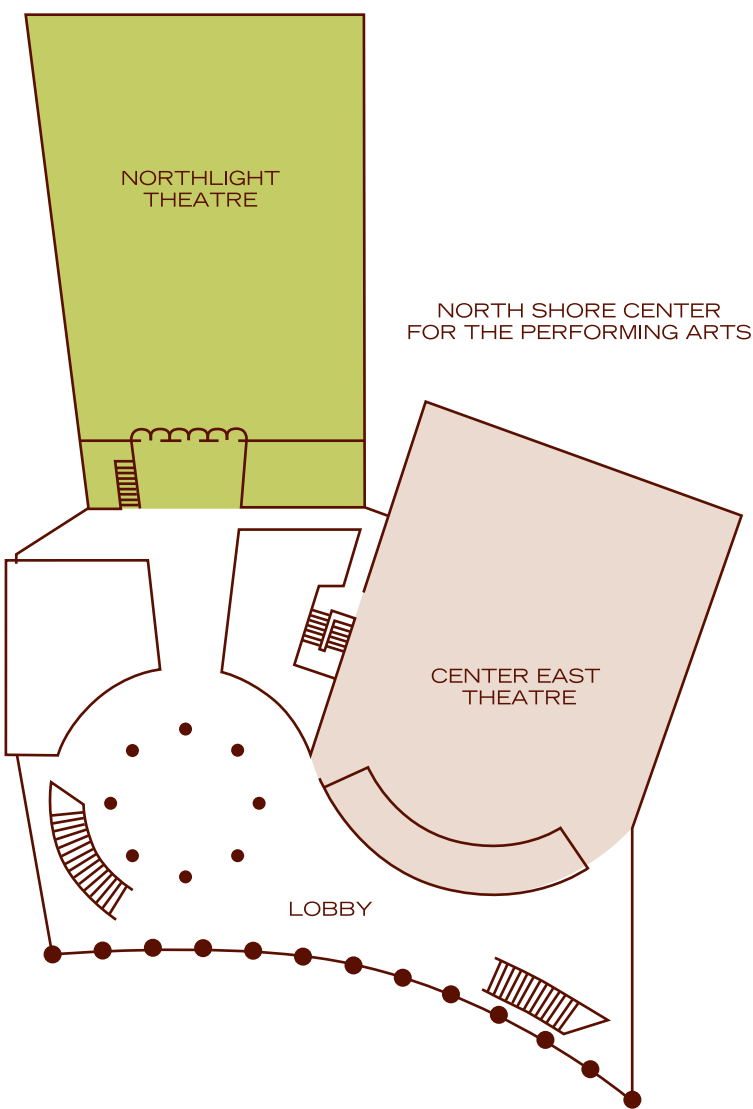 NORTHLIGHT
THEATRE
NORTH SHORE CENTER
FOR THE PERFORMING ARTS
CENTER EAST
THEATRE
LOBBY